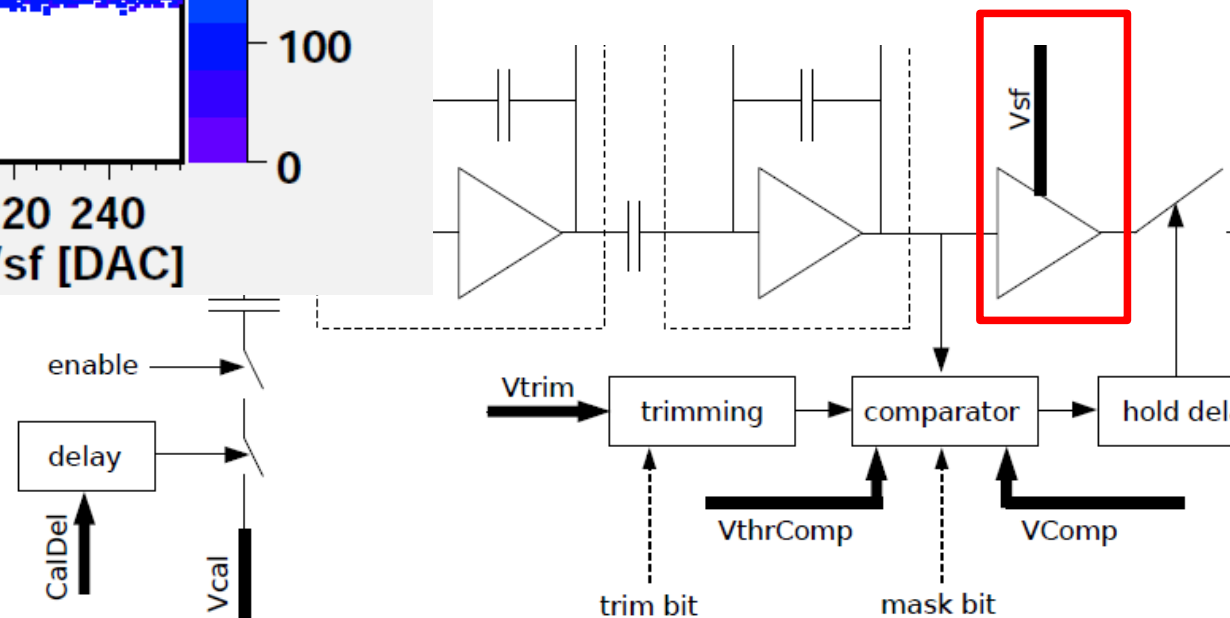 100
0
20 240
sf [DAC]
Vsf
enable
Vtrim
trimming
comparator
hold del
delay
CalDel
Vcal
VthrComp
VComp
trim bit
mask bit